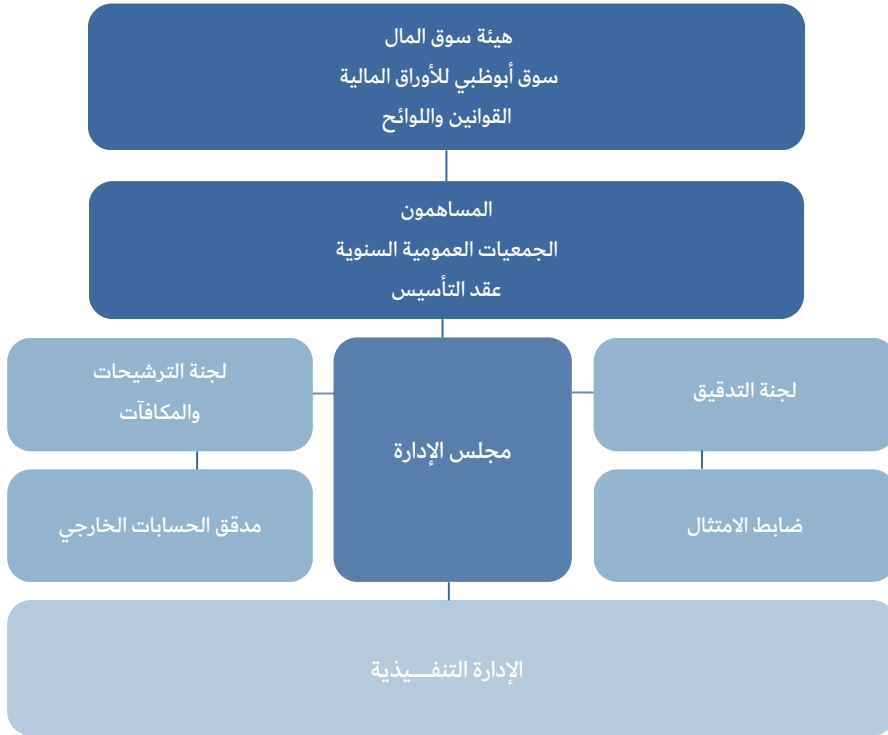 هيئة سوق المال
سوق أبوظبي للأوراق المالية
القوانين واللوائح
المساهمون
الجمعيات العمومية السنوية
عقد التأسيس
لجنة التدقيق
مجلس الإدارة
لجنة الترشيحات
والمكافآت
ضابط الامتثال
مدقق الحسابات الخارجي
الإدارة التنفـــيذية